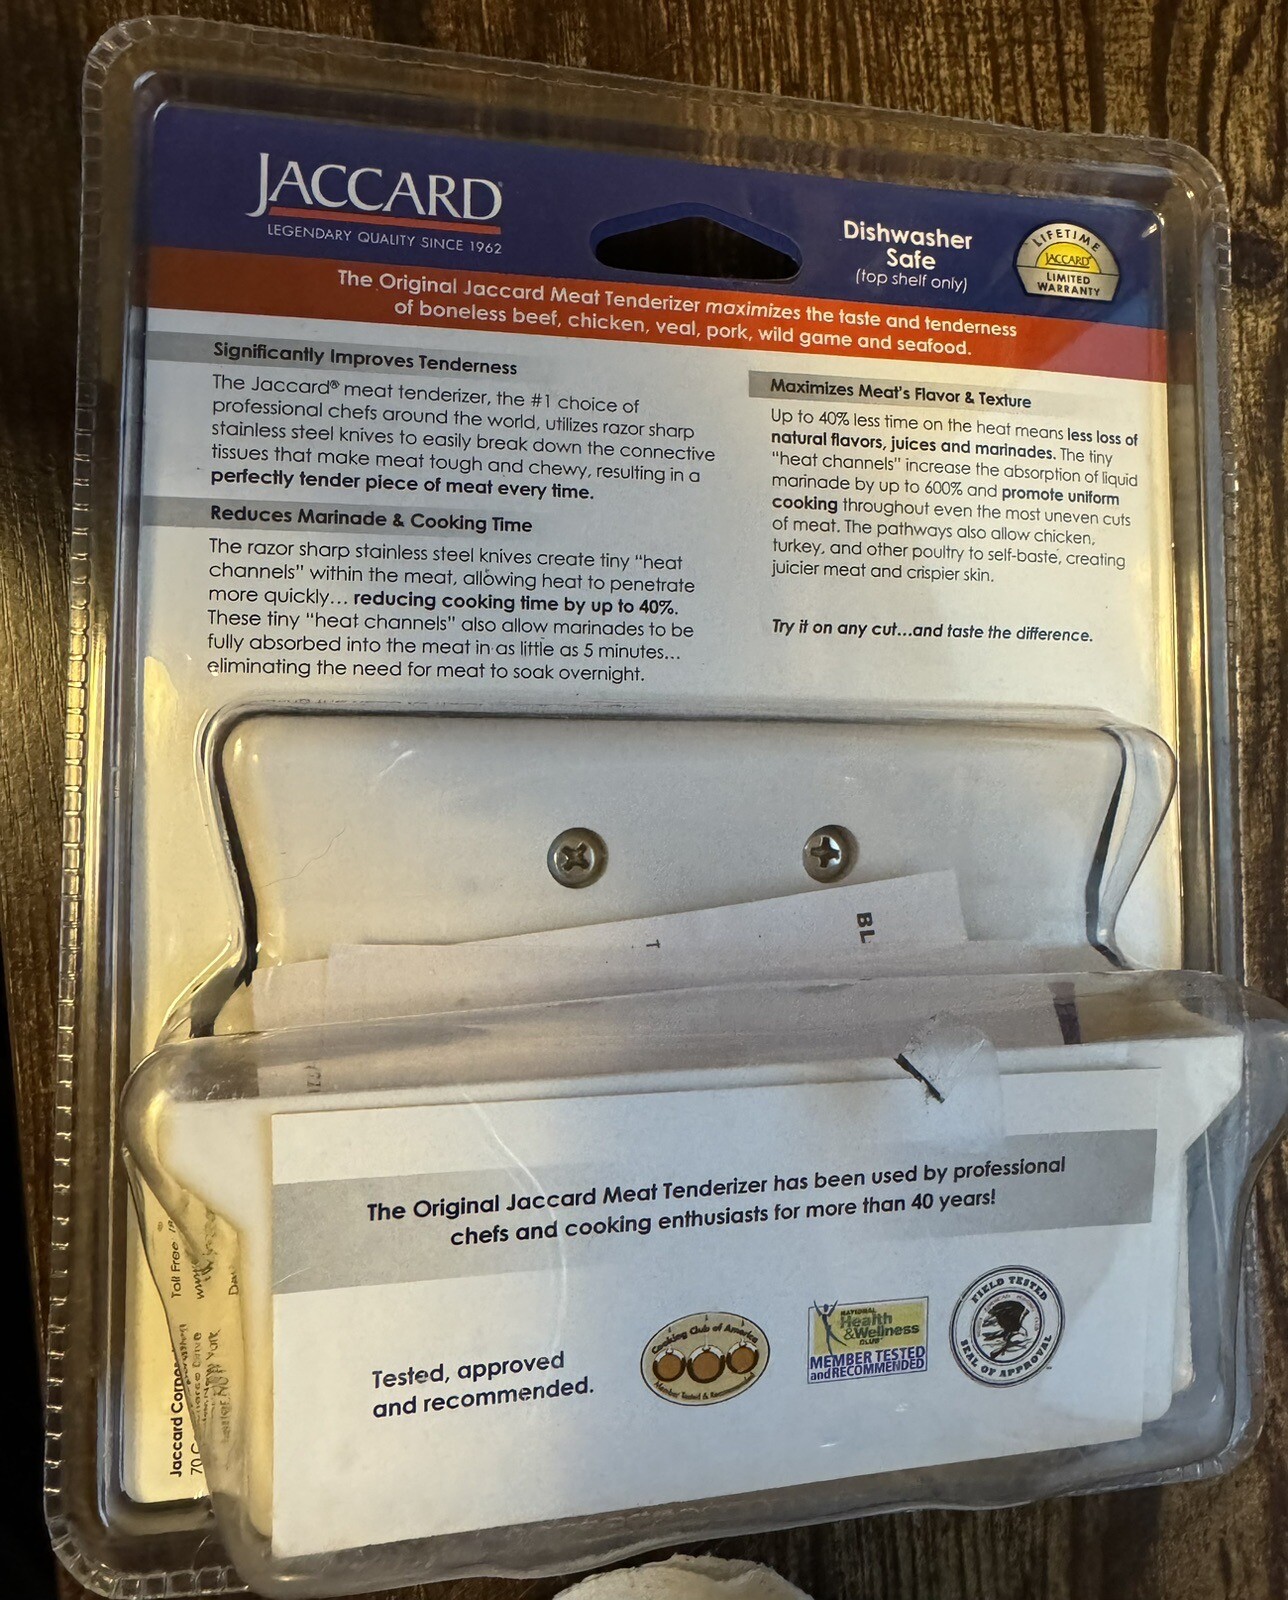 JACCARD®
LEGENDARY QUALITY SINCE 1962
Dishwasher
Safe
(top shelf only)
LIFETIME
JACCARD
LIMITED
WARRANTY
The Original Jaccard Meat Tenderizer maximizes the taste and tenderness
of boneless beef, chicken, veal, pork, wild game and seafood.
Significantly Improves Tenderness
The Jaccard® meat tenderizer, the #1 choice of
professional chefs around the world, utilizes razor sharp
stainless steel knives to easily break down the connective
tissues that make meat tough and chewy, resulting in a
perfectly tender piece of meat every time.
Reduces Marinade & Cooking Time
The razor sharp stainless steel knives create tiny “heat
channels” within the meat, allowing heat to penetrate
more quickly... reducing cooking time by up to 40%.
These tiny “heat channels” also allow marinades to be
fully absorbed into the meat in as little as 5 minutes...
eliminating the need for meat to soak overnight.
Maximizes Meat's Flavor & Texture
Up to 40% less time on the heat means less loss of
natural flavors, juices and marinades. The tiny
“heat channels” increase the absorption of liquid
marinade by up to 600% and promote uniform
cooking throughout even the most uneven cuts
of meat. The pathways also allow chicken,
turkey, and other poultry to self-baste, creating
juicier meat and crispier skin.
Try it on any cut...and taste the difference.
T
BL
The Original Jaccard Meat Tenderizer has been used by professional
chefs and cooking enthusiasts for more than 40 years!
Tested, approved
and recommended.
Cooking Club of America
Member Tested & Recommended
NATIONAL
Health
&Wellness
CLUB
MEMBER TESTED
and RECOMMENDED
FIELD TESTED
SEAL OF APPROVAL
Jaccard
70
Toll Free